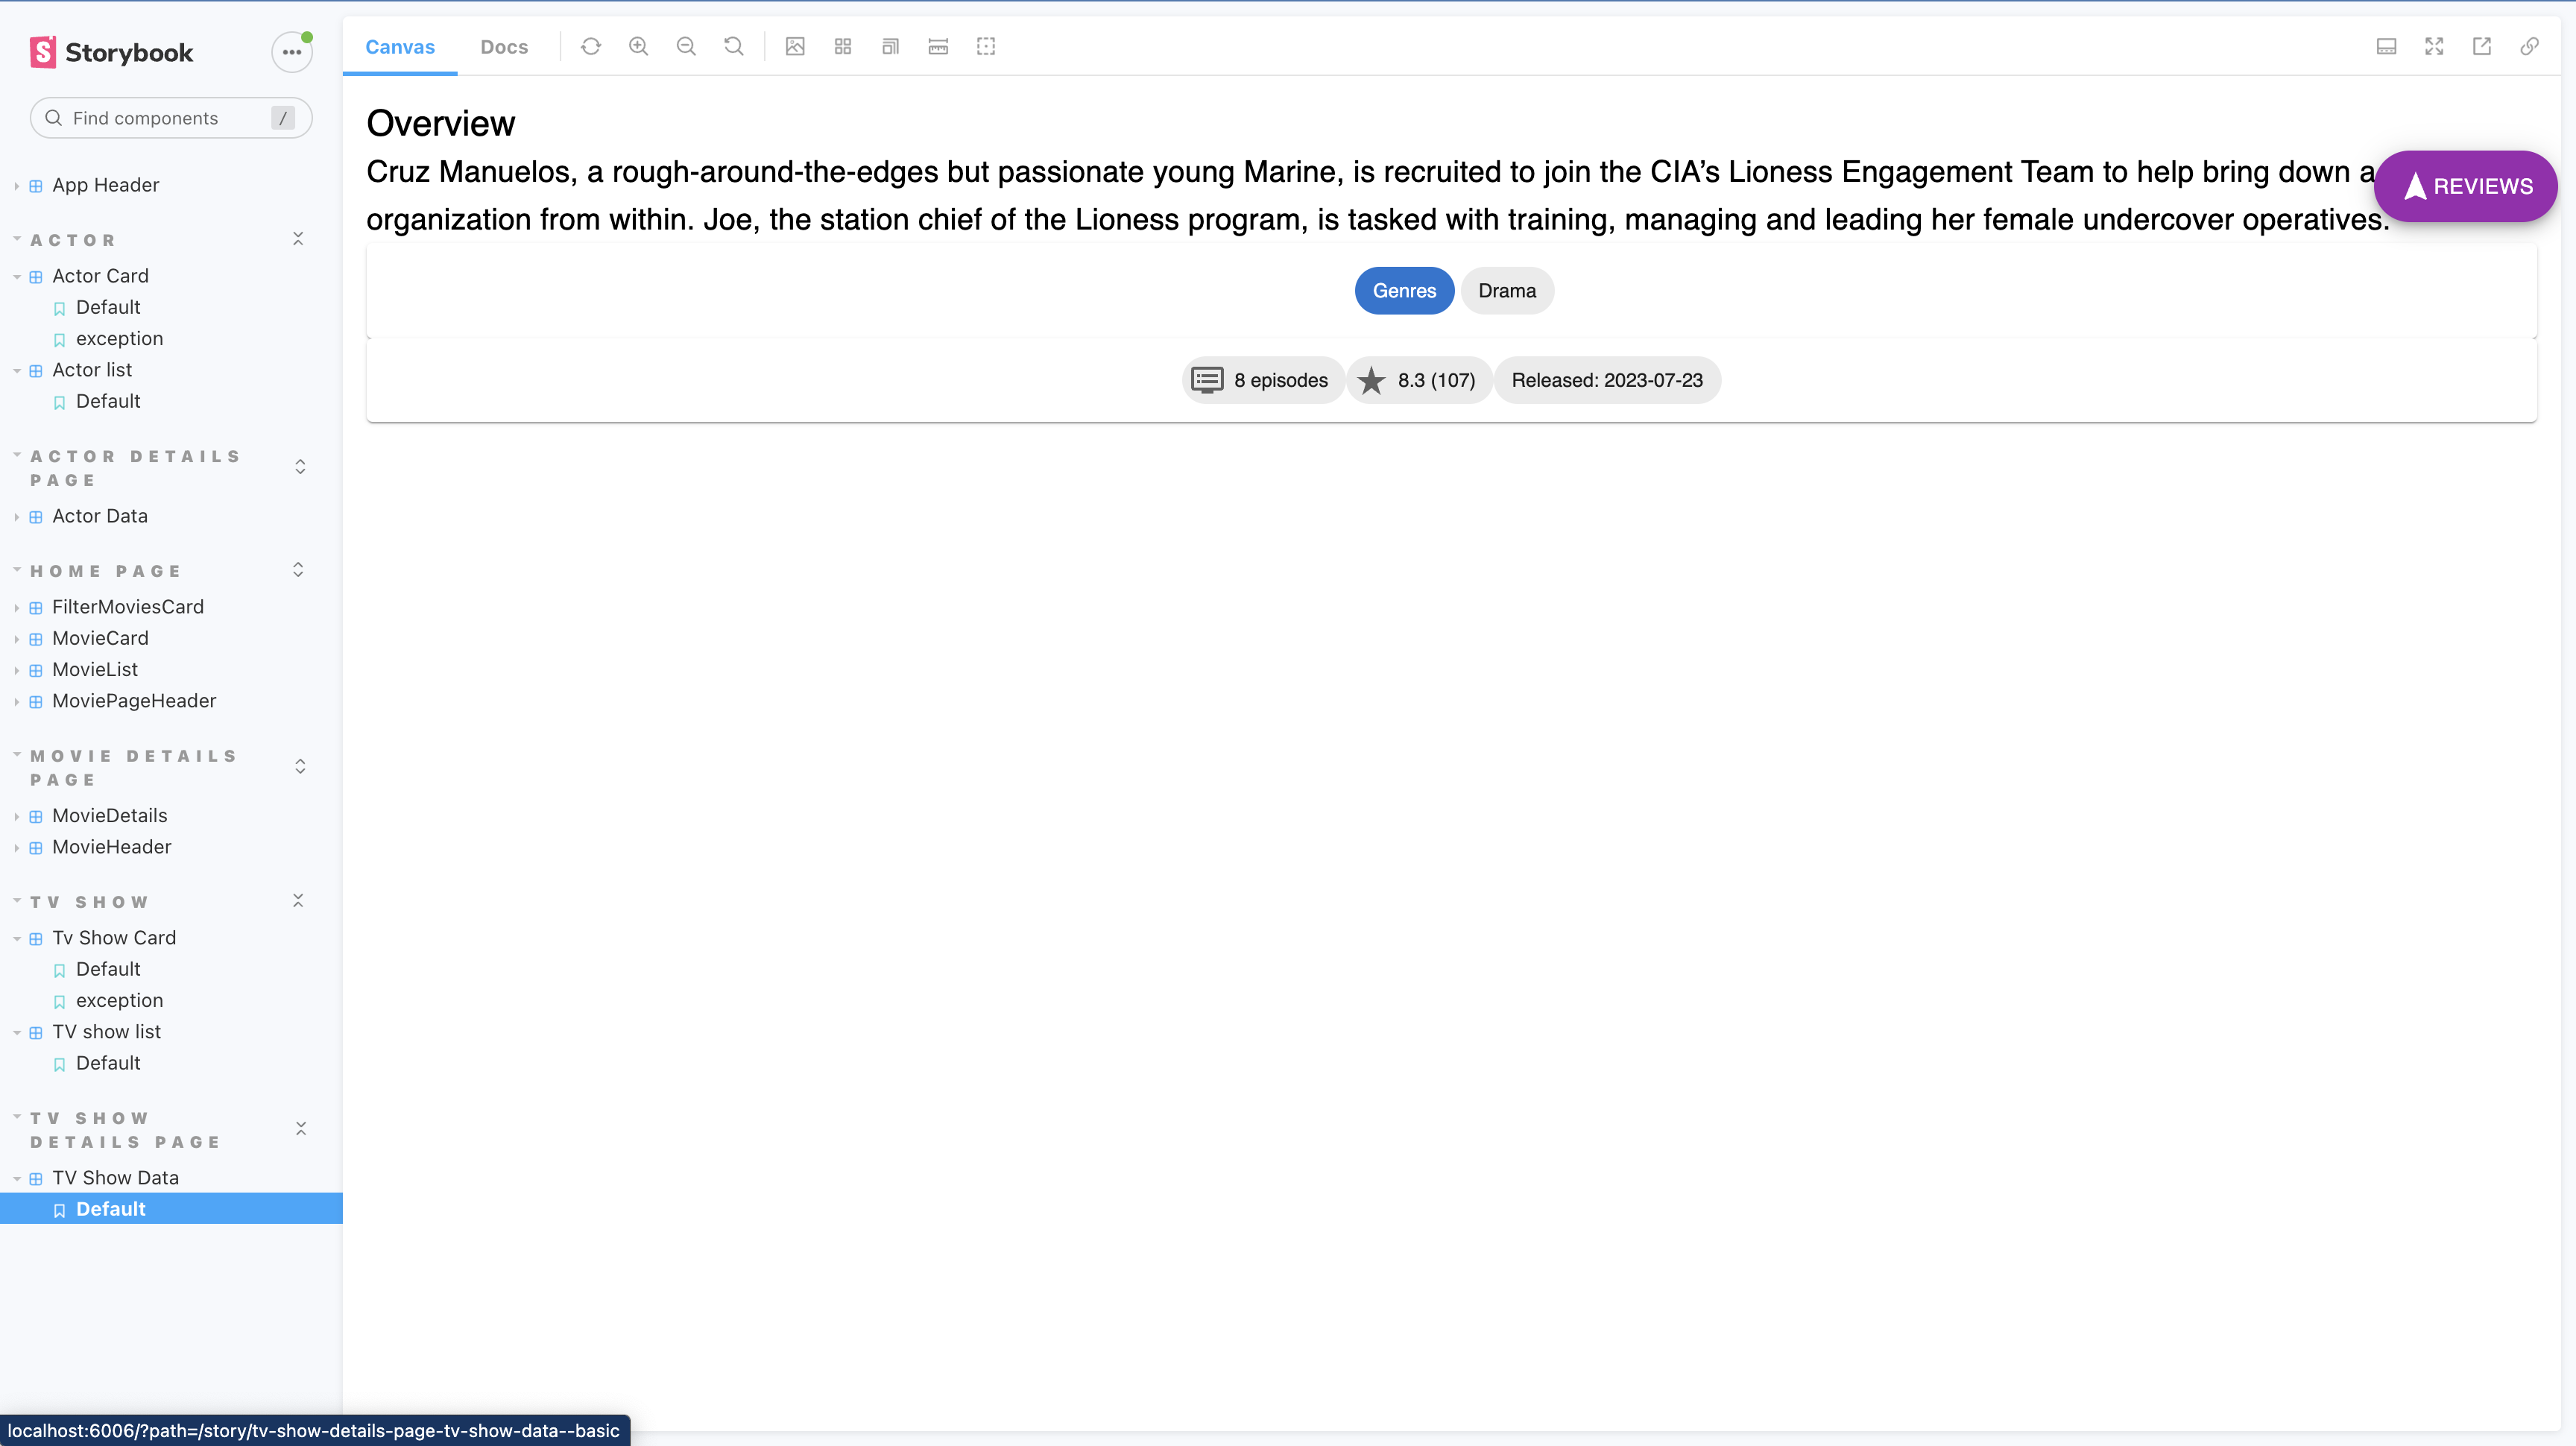 Storybook
Find components
/
App Header
ACTOR
Actor Card
Default
exception
Actor list
Default
ACTOR DETAILS
PAGE
Actor Data
HOME PAGE
FilterMoviesCard
MovieCard
MovieList
MoviePageHeader
MOVIE DETAILS
PAGE
MovieDetails
MovieHeader
TV SHOW
Tv Show Card
Default
exception
TV show list
Default
TV SHOW
DETAILS PAGE
TV Show Data
Default
localhost:6006/?path=/story/tv-show-details-page-tv-show-data--basic
Canvas Docs
Overview
Cruz Manuelos, a rough-around-the-edges but passionate young Marine, is recruited to join the CIA’s Lioness Engagement Team to help bring down a
organization from within. Joe, the station chief of the Lioness program, is tasked with training, managing and leading her female undercover operatives.
REVIEWS
Genres Drama
8 episodes 8.3 (107) Released: 2023-07-23